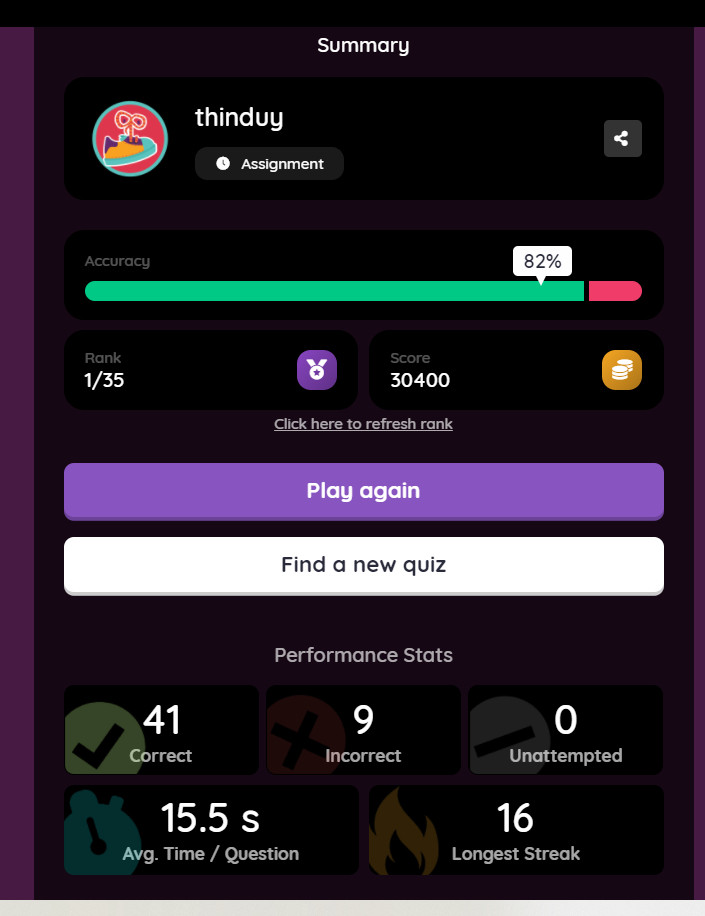 Summary
thinduy
Assignment
Accuracy
82%
Rank
1/35
Score
30400
Click here to refresh rank
Play again
Find a new quiz
Performance Stats
41
Correct
9
Incorrect
0
Unattempted
15.5 s
Avg. Time / Question
16
Longest Streak